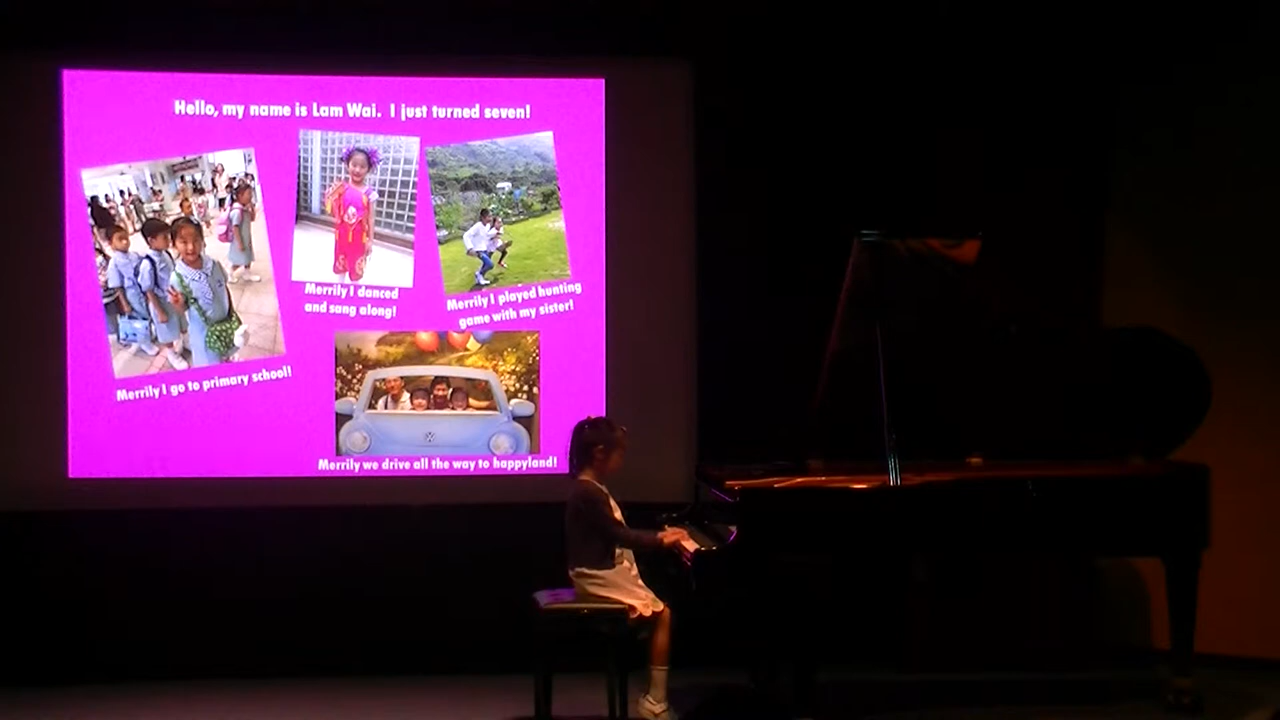 Hello, my name is Lam Wai. I just turned seven!
Merrily I danced
and sang along!
Merrily I played hunting
game with my sister!
Merrily I go to primary school!
Merrily we drive all the way to happyland!